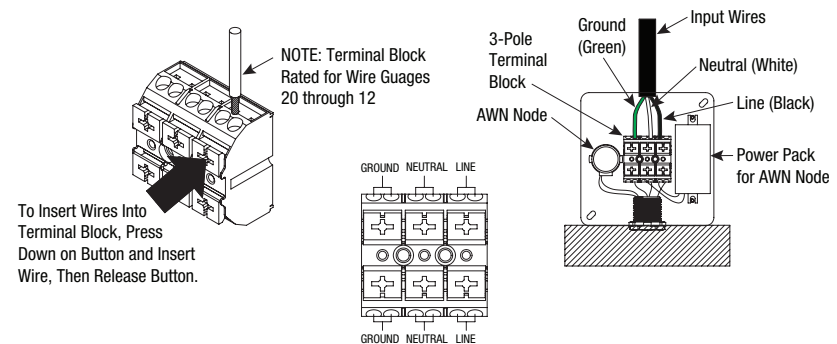 NOTE: Terminal Block
Rated for Wire Guages
20 through 12
To Insert Wires Into
Terminal Block, Press
Down on Button and Insert
Wire, Then Release Button.
GROUND NEUTRAL LINE
GROUND NEUTRAL LINE
Input Wires
Ground
(Green)
3-Pole
Terminal
Block
Neutral (White)
AWN Node
Line (Black)
Power Pack
for AWN Node